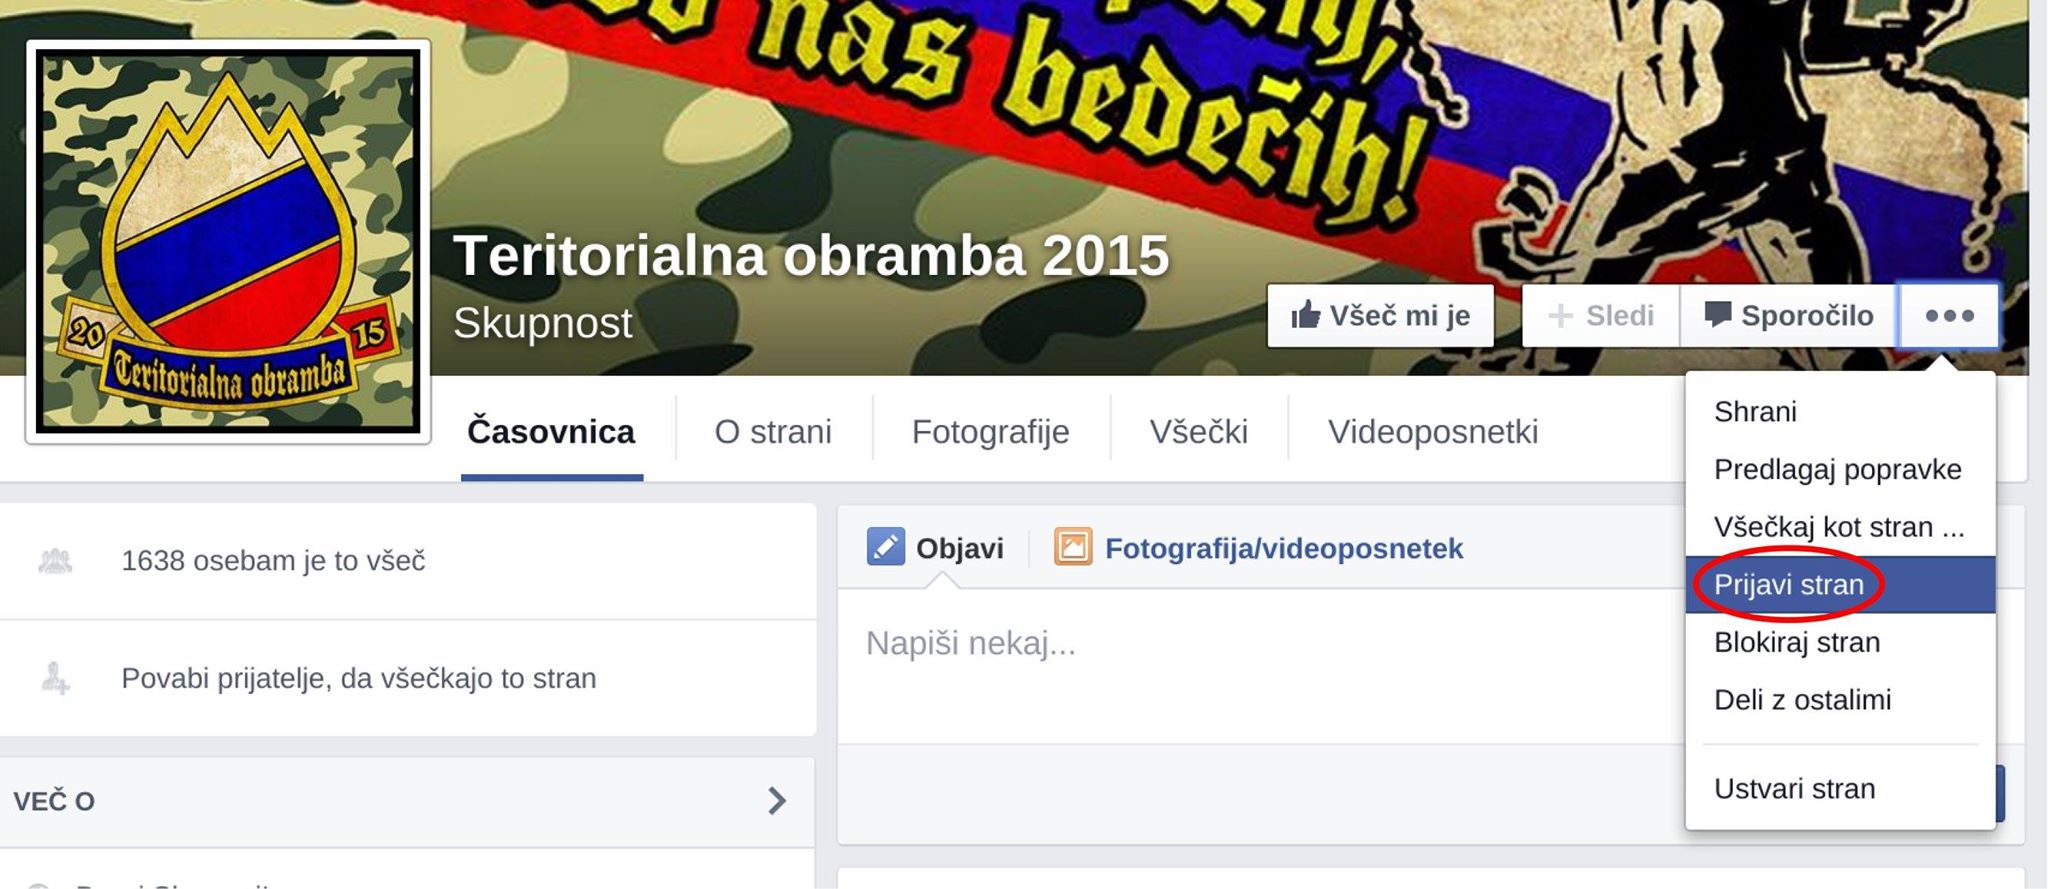 nas bedečih!
20
15
Teritorialna obramba
Teritorialna obramba 2015
Skupnost
Všeč mi je
Sledi
Sporočilo
Časovnica
O strani
Fotografije
Všečki
Videoposnetki
Shrani
Predlagaj popravke
Všečkaj kot stran ...
Prijavi stran
Blokiraj stran
Deli z ostalimi
Ustvari stran
1638 osebam je to všeč
Povabi prijatelje, da všečkajo to stran
VEČ O
Objavi
Fotografija/videoposnetek
Napiši nekaj...